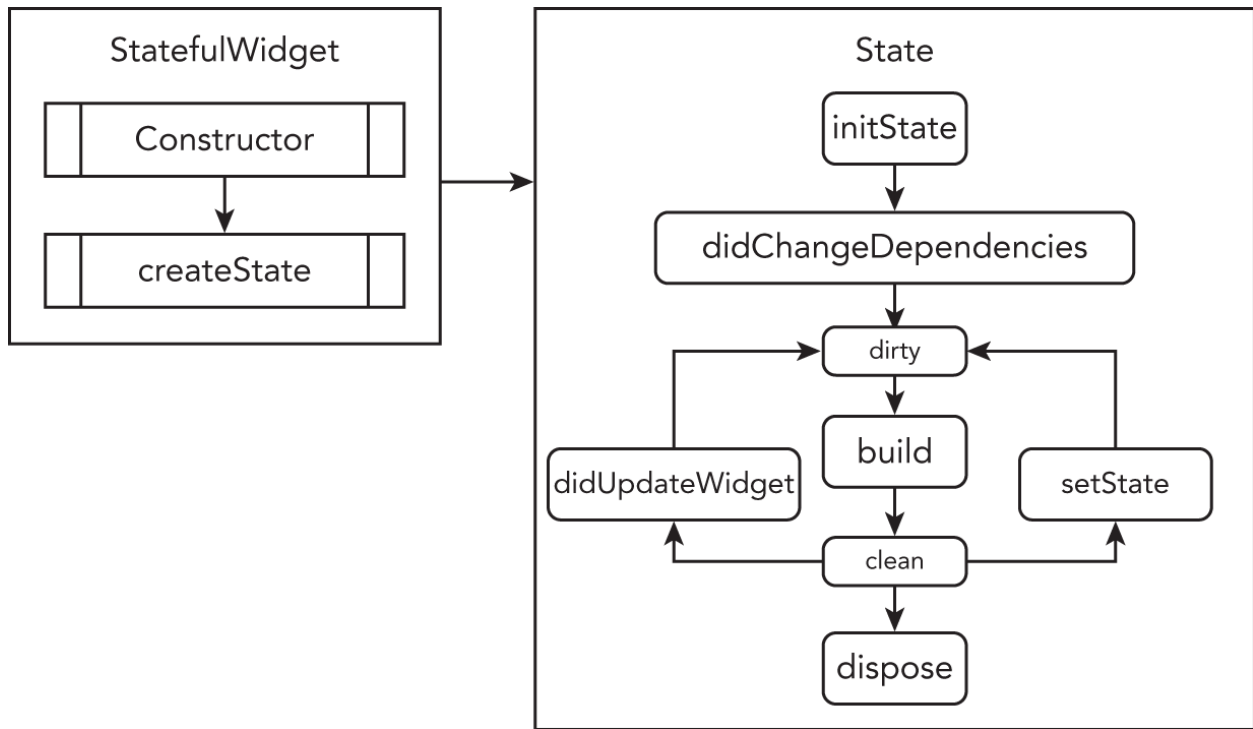 StatefulWidget
Constructor
createState
State
initState
didChangeDependencies
dirty
build
didUpdateWidget
setState
clean
dispose